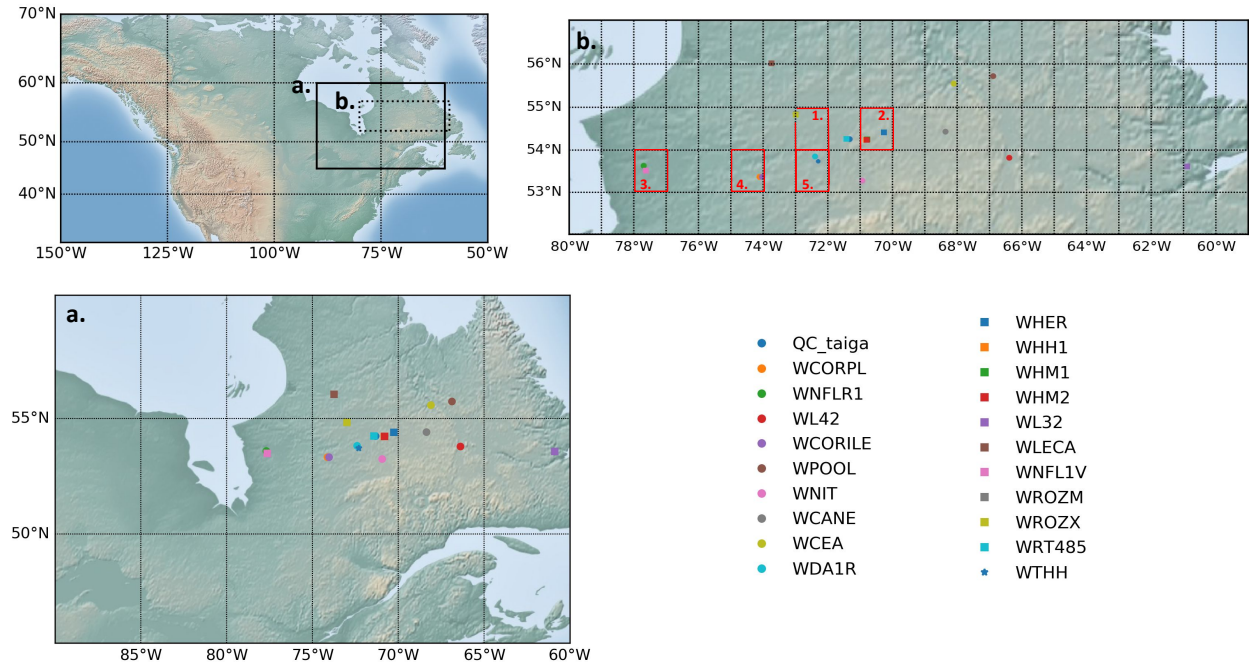 70°N
60°N
50°N
40°N
a.
b.
150°W 125°W 100°W 75°W 50°W
b.
56°N
55°N
54°N
53°N
1.
2.
3.
4.
5.
80°W 78°W 76°W 74°W 72°W 70°W 68°W 66°W 64°W 62°W 60°W
a.
55°N
50°N
85°W 80°W 75°W 70°W 65°W 60°W
QC_taiga
WCORPL
WNFLR1
WL42
WCORILE
WPOOL
WNIT
WCANE
WCEA
WDA1R
WHER
WHH1
WHM1
WHM2
WL32
WLECA
WNFL1V
WROZM
WROZX
WRT485
WTHH